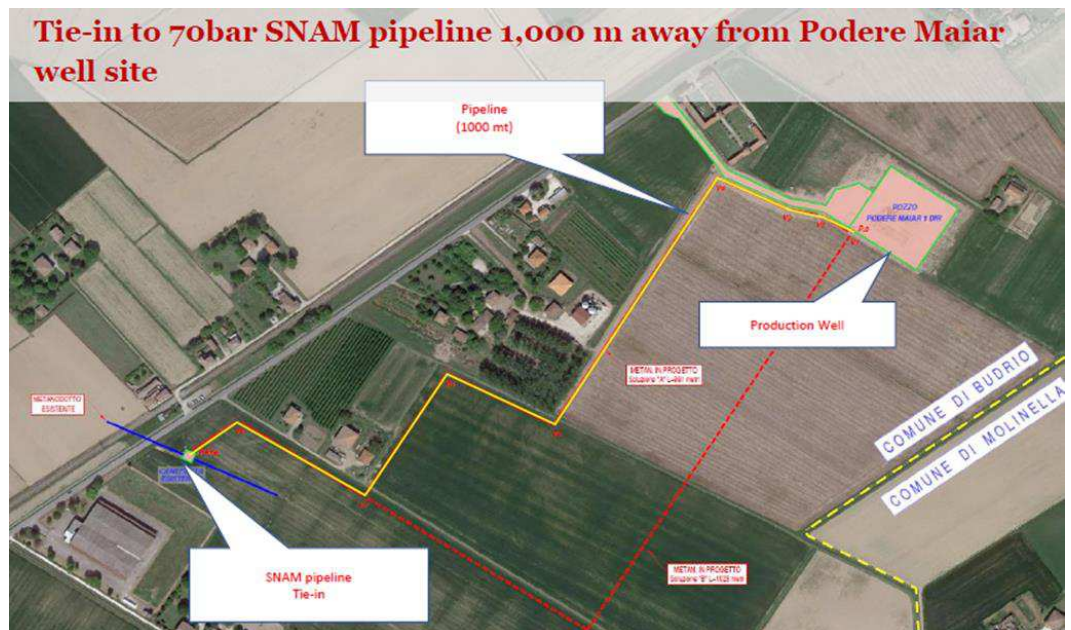 Tie-in to 70bar SNAM pipeline 1,000 m away from Podere Maiar
well site
Pipeline
(1000 mt)
POZZO
PODERE MAIAR 1 DIR
Production Well
METAN. IN PROGETTO
METANODOTTO
ESISTENTE
COMUNE DI BUDRIO
COMUNE DI MOLINELLA
METAN. IN PROGETTO
SNAM pipeline
Tie-in